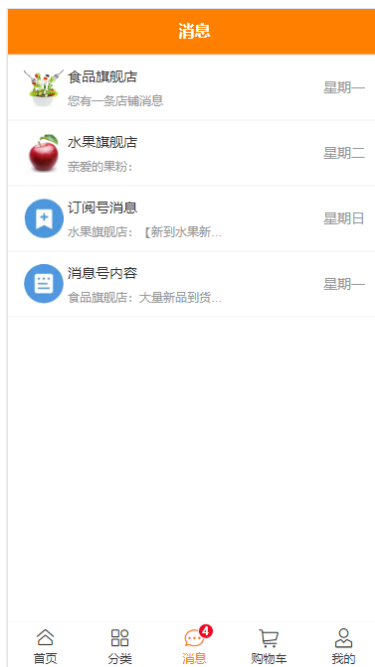 消息
食品旗舰店
星期一
您有一条店铺消息
水果旗舰店
星期二
亲爱的果粉：
订阅号消息
星期日
水果旗舰店：【新到水果新...
消息号内容
星期一
食品旗舰店：大量新品到货...
4
首页
分类
消息
购物车
我的